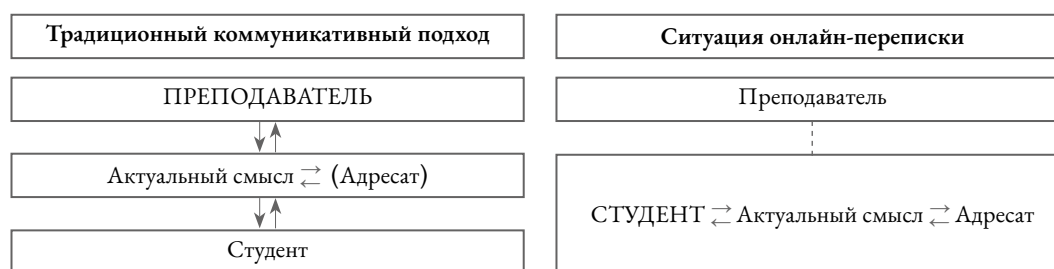 Традиционный коммуникативный подход
ПРЕПОДАВАТЕЛЬ
Актуальный смысл ⇄ (Адресат)
Студент
Ситуация онлайн-переписки
Преподаватель
СТУДЕНТ ⇄ Актуальный смысл ⇄ Адресат